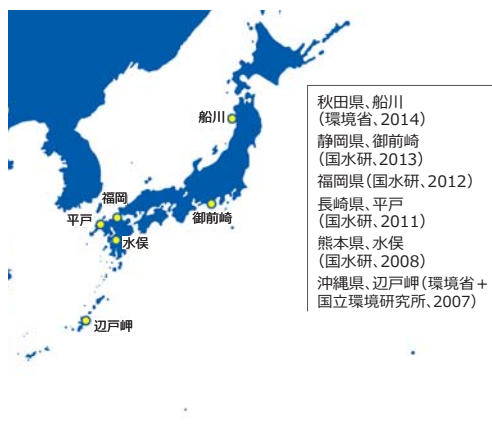 船川
福岡
平戸
御前崎
水俣
辺戸岬
秋田県、船川
(環境省、2014)
静岡県、御前崎
(国水研、2013)
福岡県(国水研、2012)
長崎県、平戸
(国水研、2011)
熊本県、水俣
(国水研、2008)
沖縄県、辺戸岬(環境省+
国立環境研究所、2007)